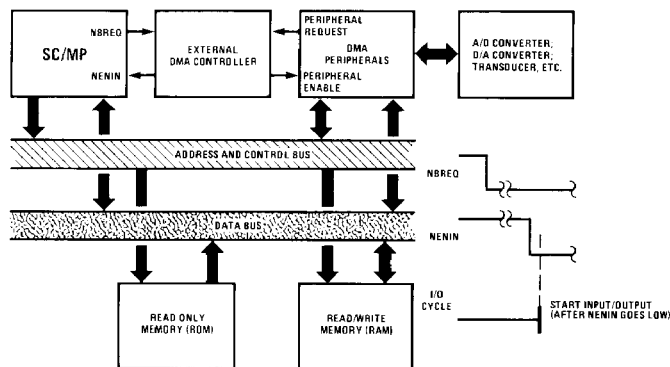 SC/MP
NBREQ
NENIN
EXTERNAL
DMA CONTROLLER
PERIPHERAL
REQUEST
DMA
PERIPHERALS
PERIPHERAL
ENABLE
A/D CONVERTER;
D/A CONVERTER;
TRANSDUCER, ETC.
ADDRESS AND CONTROL BUS
DATA BUS
READ ONLY
MEMORY (ROM)
READ/WRITE
MEMORY (RAM)
NBREQ
NENIN
I/O
CYCLE
START INPUT/OUTPUT
(AFTER NENIN GOES LOW)